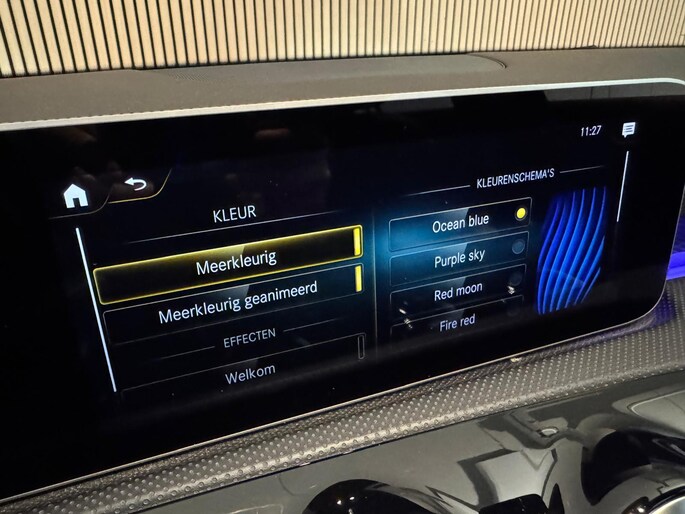 11:27
KLEUR
Meerkleurig
Meerkleurig geanimeerd
EFFECTEN
Welkom
KLEURENSCHEMA'S
Ocean blue
Purple sky
Red moon
Fire red